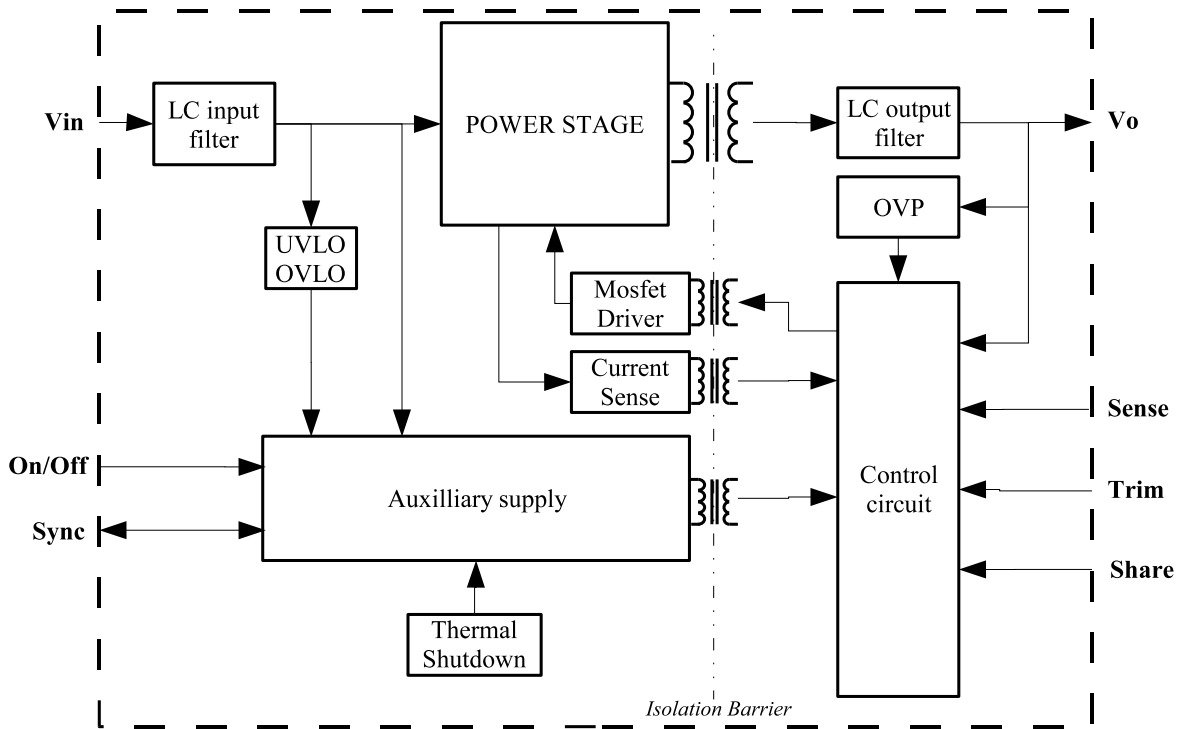 LC input
filter
POWER STAGE
LC output
filter
Vin
Vo
OVP
UVLO
OVLO
Mosfet
Driver
Current
Sense
Sense
On/Off
Auxilliary supply
Control
circuit
Trim
Sync
Share
Thermal
Shutdown
Isolation Barrier